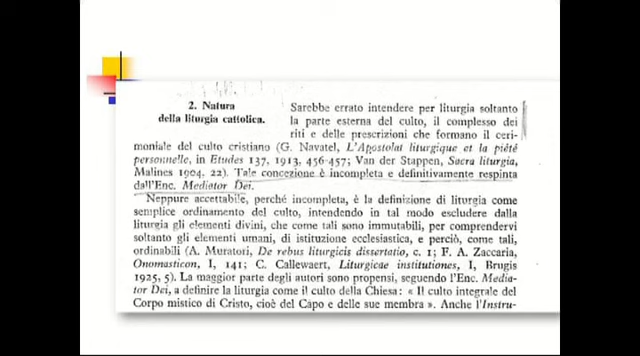 2. Natura
della liturgia cattolica.
Sarebbe errato intendere per liturgia soltanto
la parte esterna del culto, il complesso dei
riti e delle prescrizioni che formano il ceri-
moniale del culto cristiano (G. Navatel, L'Apostolat liturgique et la piété
personnelle, in Etudes 137, 1913, 456-457; Van der Stappen, Sacra liturgia,
Malines 1904, 22). Tale concezione è incompleta e definitivamente respinta
dall'Enc. Mediator Dei.
Neppure accettabile, perché incompleta, è la definizione di liturgia come
semplice ordinamento del culto, intendendo in tal modo escludere dalla
liturgia gli elementi divini, che come tali sono immutabili, per comprendervi
soltanto gli elementi umani, di istituzione ecclesiastica, e perciò, come tali,
ordinabili (A. Muratori, De rebus liturgicis dissertatio, c. 1; F. A. Zaccaria,
Onomasticon, I, 141; C. Callewaert, Liturgicae institutiones, I, Brugis
1925, 5). La maggior parte degli autori sono propensi, seguendo l'Enc. Media-
tor Dei, a definire la liturgia come il culto della Chiesa: « Il culto integrale del
Corpo mistico di Cristo, cioè del Capo e delle sue membra ». Anche l'Instru-